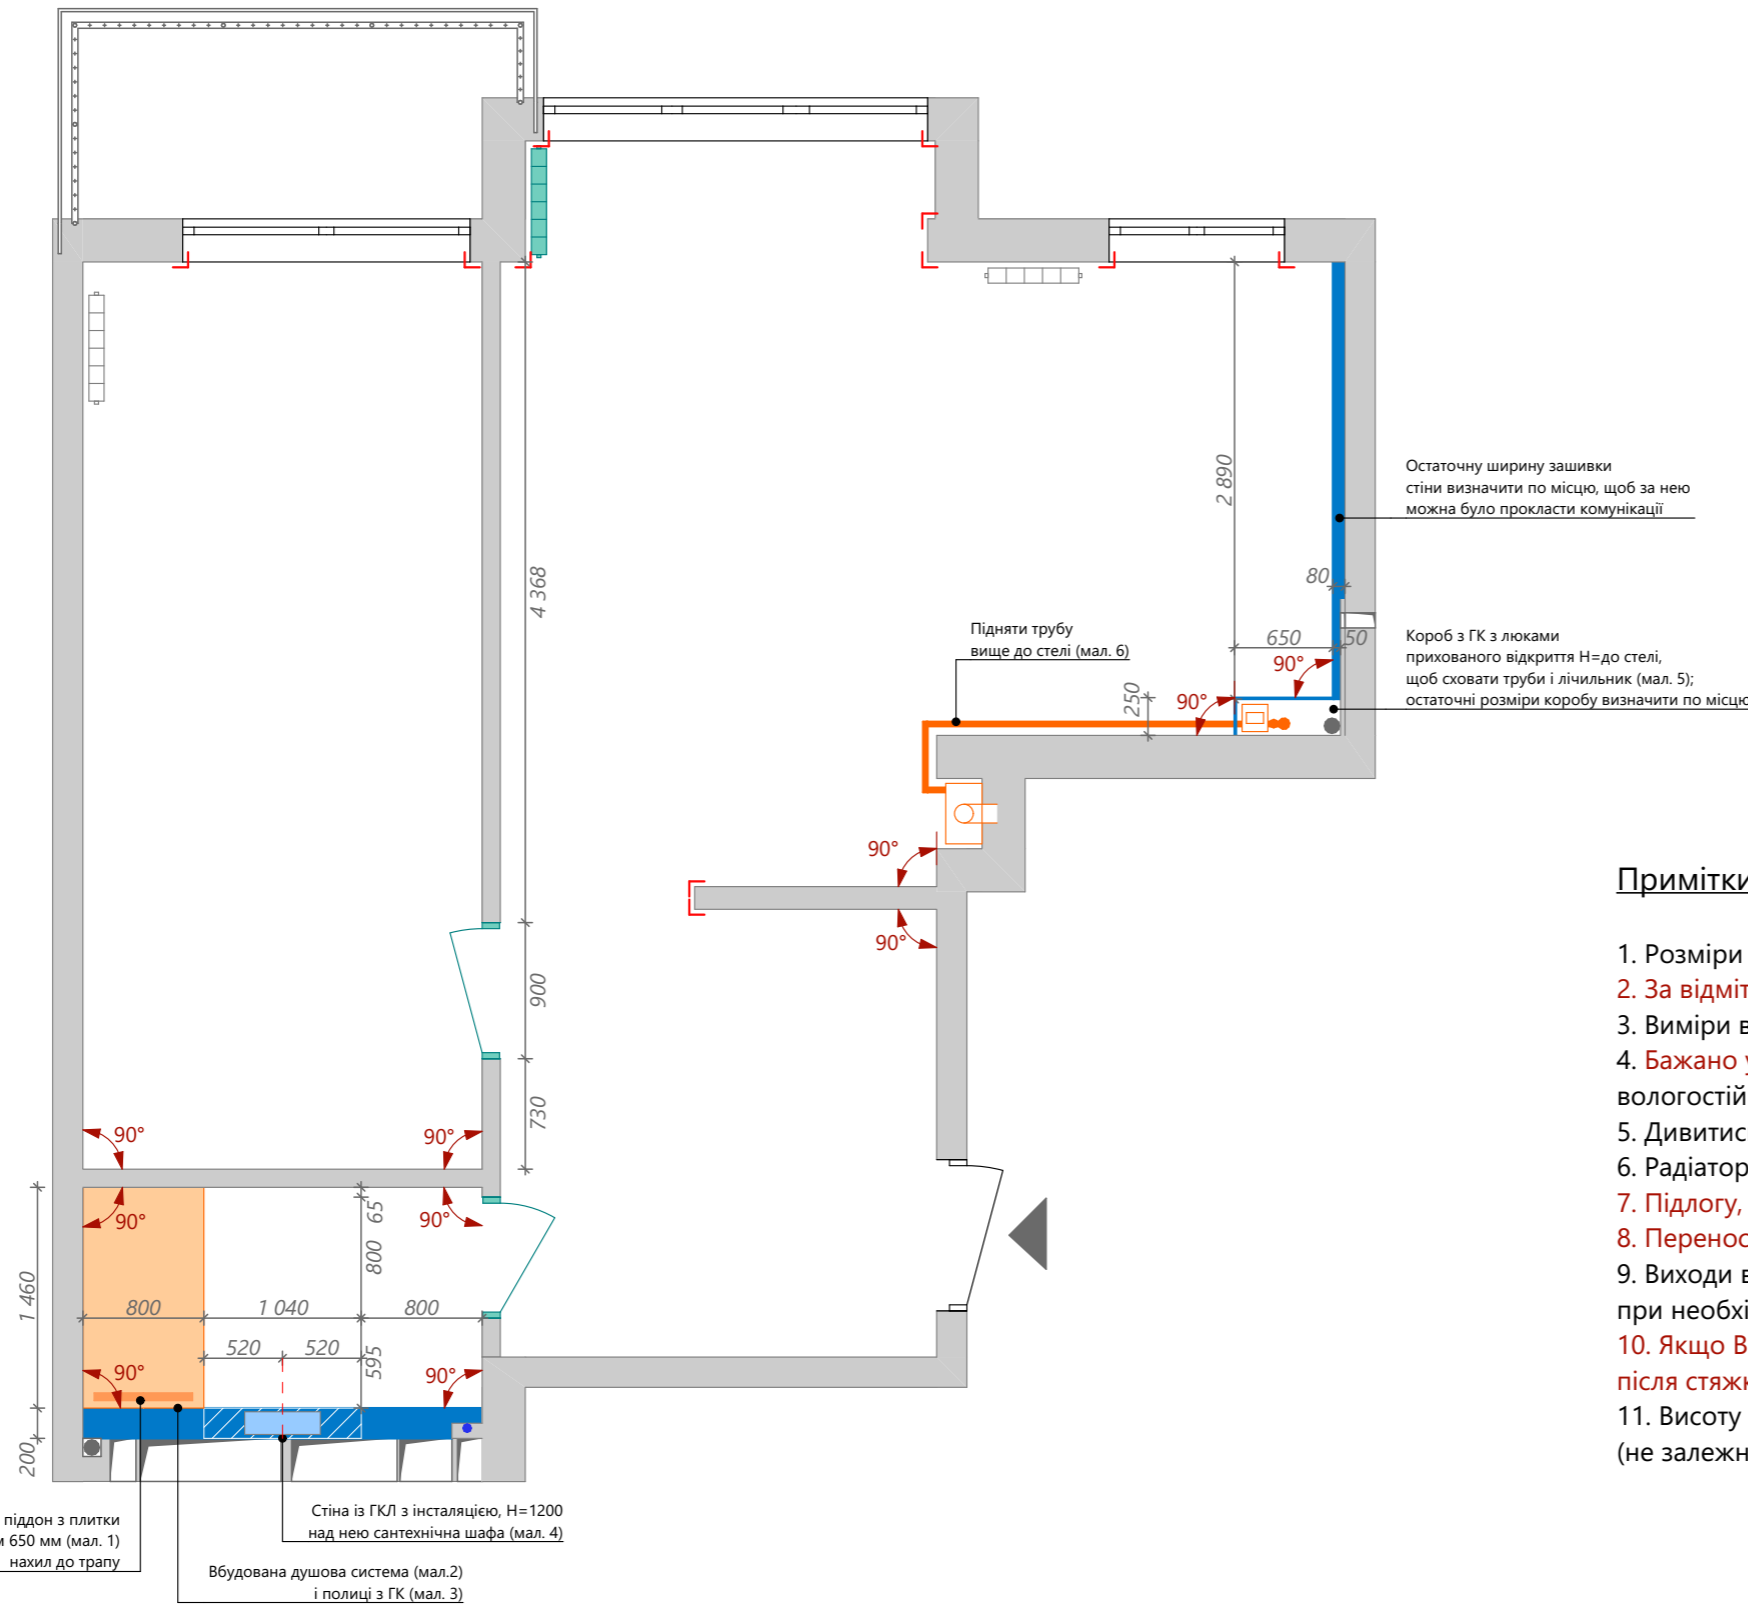 Остаточну ширину зашивки
стіни визначити по місцю, щоб за нею
можна було прокласти комунікації
2 890
4 368
80
Підняти трубу
вище до стелі (мал. 6)
650
50
Короб з ГК з люками
прихованого відкриття Н=до стелі,
щоб сховати труби і лічильник (мал. 5);
остаточні розміри коробу визначити по місцю
90°
90°
250
90°
90°
Примітки
1. Розміри
2. За відміт
3. Виміри в
4. Бажано у
вологостій
5. Дивитис
6. Радіатор
7. Підлогу,
8. Перенос
9. Виходи в
при необхі
10. Якщо В
після стяжк
11. Висоту
(не залежн
900
730
90°
90°
90°
90°
65
800
1 460
800
1 040
800
520
520
595
90°
90°
200
піддон з плитки
м 650 мм (мал. 1)
нахил до трапу
Стіна із ГКЛ з інсталяцією, Н=1200
над нею сантехнічна шафа (мал. 4)
Вбудована душова система (мал.2)
і полиці з ГК (мал. 3)